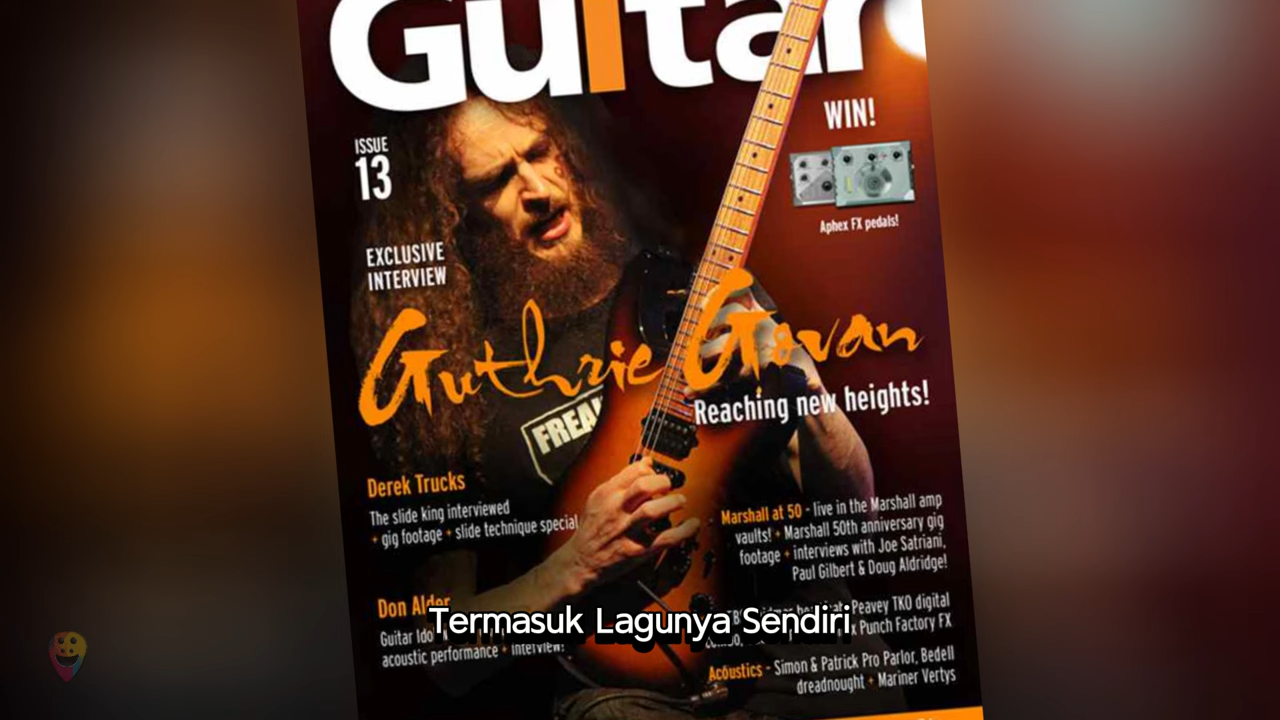 Guitar
ISSUE
13
WIN!
Aphex FX pedals!
EXCLUSIVE
INTERVIEW
Guthrie Govan
Reaching new heights!
FREAK
Derek Trucks
The slide king interviewed
+ gig footage + slide technique special
Marshall at 50 - live in the Marshall amp
vaults! + Marshall 50th anniversary gig
footage + interviews with Joe Satriani,
Paul Gilbert & Doug Aldridge!
Don Alder
Guitar Idol
acoustic performance + interview!
Peavey TKO digital
Punch Factory FX
Acoustics - Simon & Patrick Pro Parlor, Bedell
dreadnought + Mariner Vertys
Termasuk Lagunya Sendiri